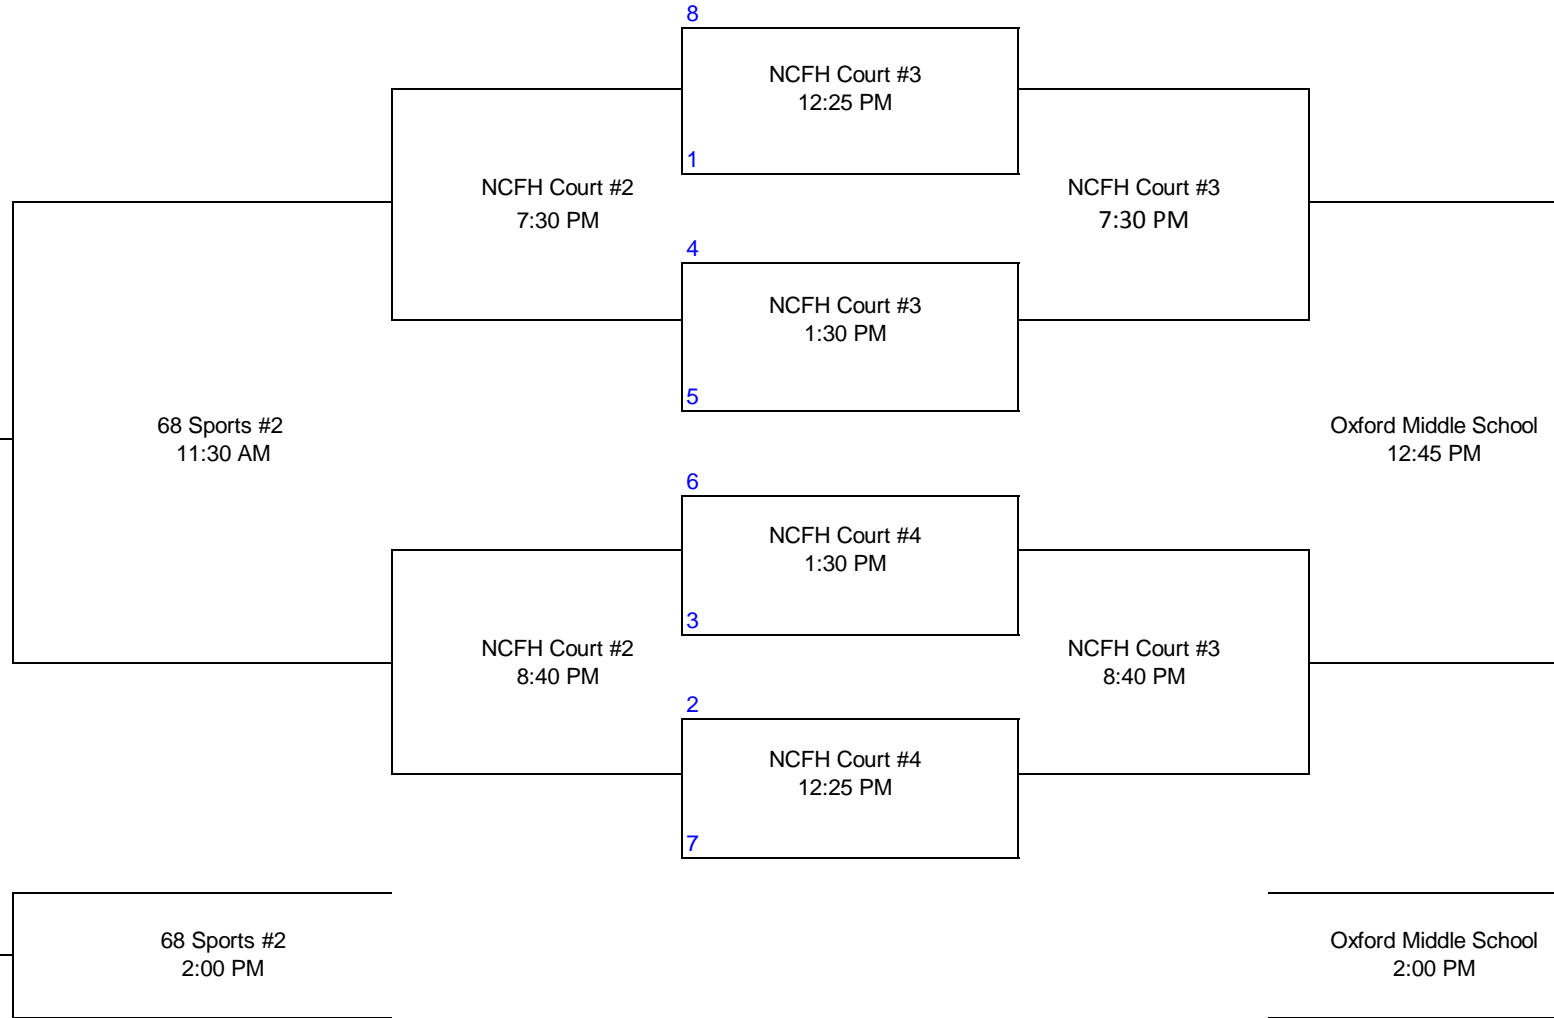 8
NCFH Court #3
12:25 PM
1
NCFH Court #2
7:30 PM
NCFH Court #3
7:30 PM
4
NCFH Court #3
1:30 PM
5
68 Sports #2
11:30 AM
Oxford Middle School
12:45 PM
6
NCFH Court #4
1:30 PM
3
NCFH Court #2
8:40 PM
NCFH Court #3
8:40 PM
2
NCFH Court #4
12:25 PM
7
68 Sports #2
2:00 PM
Oxford Middle School
2:00 PM